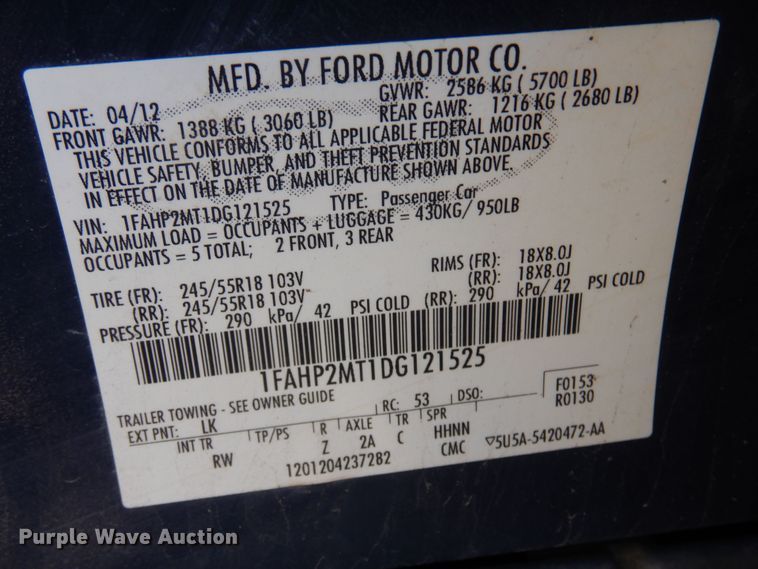 MFD. BY FORD MOTOR CO.
DATE: 04/12 GVWR: 2586 KG ( 5700 LB)
FRONT GAWR: 1388 KG ( 3060 LB) REAR GAWR: 1216 KG ( 2680 LB)
THIS VEHICLE CONFORMS TO ALL APPLICABLE FEDERAL MOTOR
VEHICLE SAFETY, BUMPER, AND THEFT PREVENTION STANDARDS
IN EFFECT ON THE DATE OF MANUFACTURE SHOWN ABOVE.
VIN: 1FAHP2MT1DG121525 TYPE: Passenger Car
MAXIMUM LOAD = OCCUPANTS + LUGGAGE = 430KG/ 950LB
OCCUPANTS = 5 TOTAL; 2 FRONT, 3 REAR
TIRE (FR): 245/55R18 103V RIMS (FR): 18X8.0J
(RR): 245/55R18 103V (RR): 18X8.0J
PRESSURE (FR): 290 kPa/ 42 PSI COLD (RR): 290 kPa/ 42 PSI COLD
1FAHP2MT1DG121525
TRAILER TOWING - SEE OWNER GUIDE
EXT PNT: LK RC: 53 DSO: F0153
R0130
INT TR TP/PS R AXLE TR SPR
RW Z 2A C HHNN
1201204237282 CMC ▽5U5A-5420472-AA
Purple Wave Auction